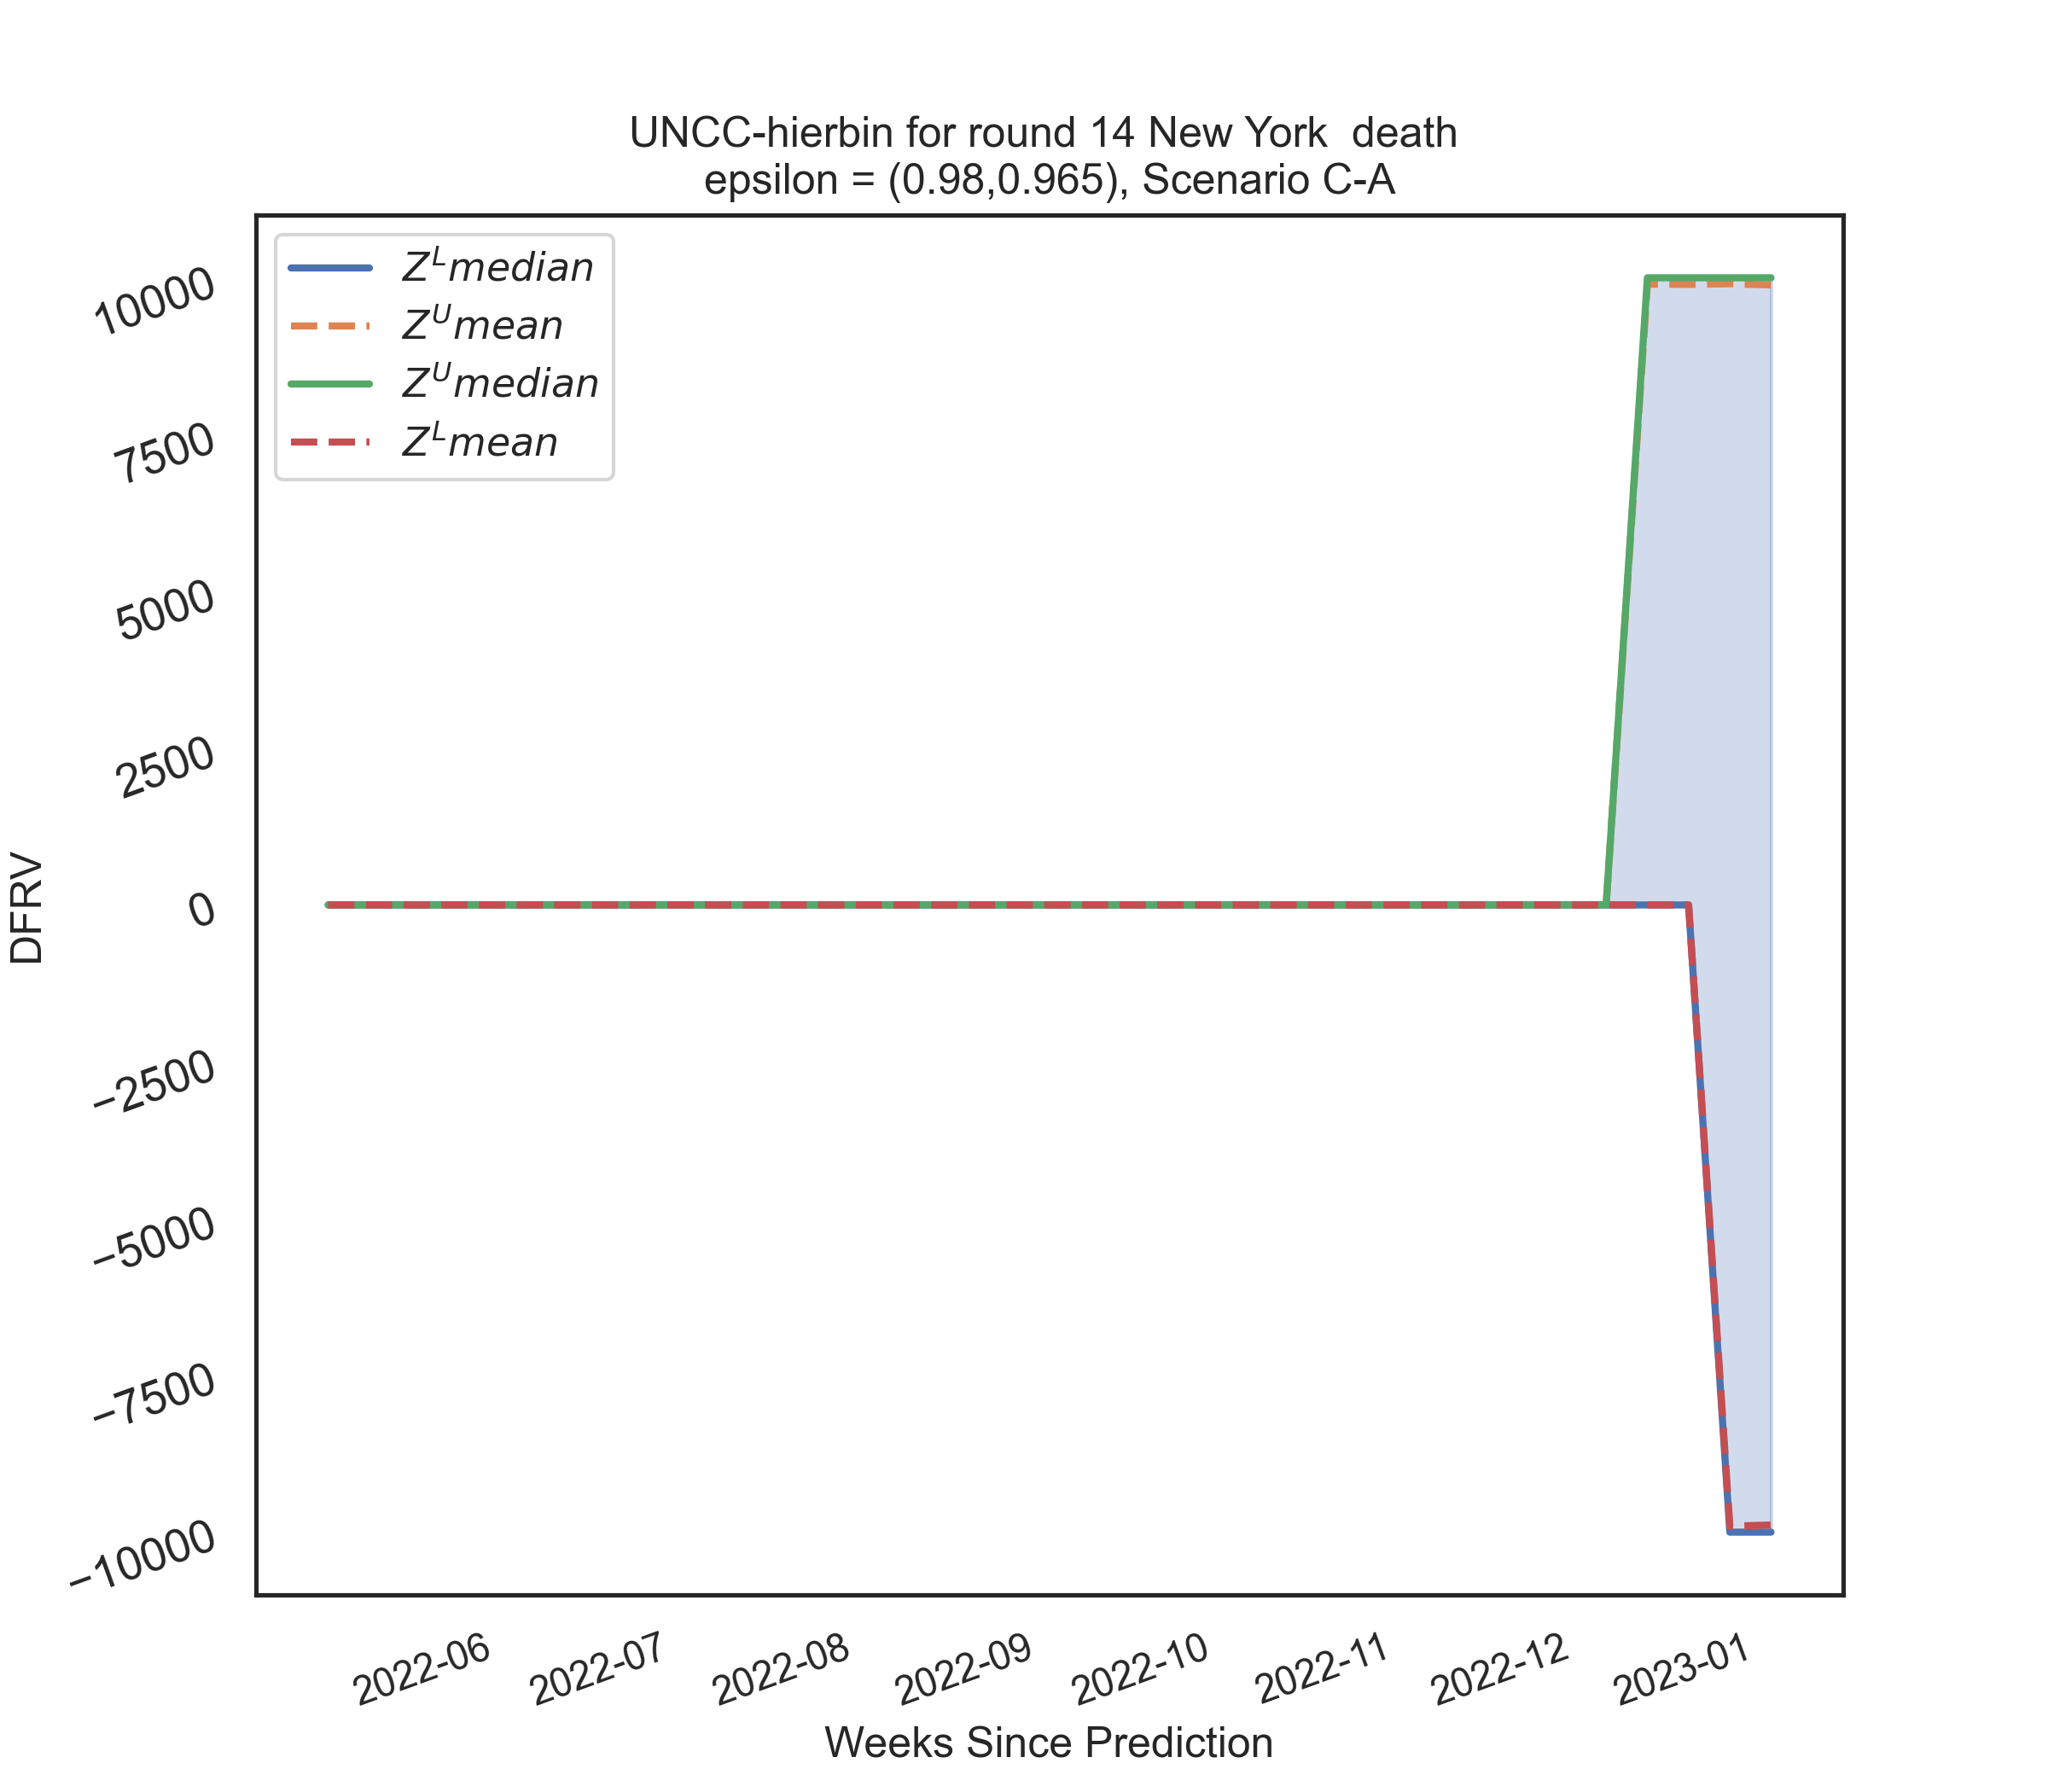 UNCC-hierbin for round 14 New York  death
epsilon = (0.98,0.965), Scenario C-A
Z^L median
Z^U mean
Z^U median
Z^L mean
10000
7500
5000
2500
0
−2500
−5000
−7500
−10000
DFRV
2022-06
2022-07
2022-08
2022-09
2022-10
2022-11
2022-12
2023-01
Weeks Since Prediction